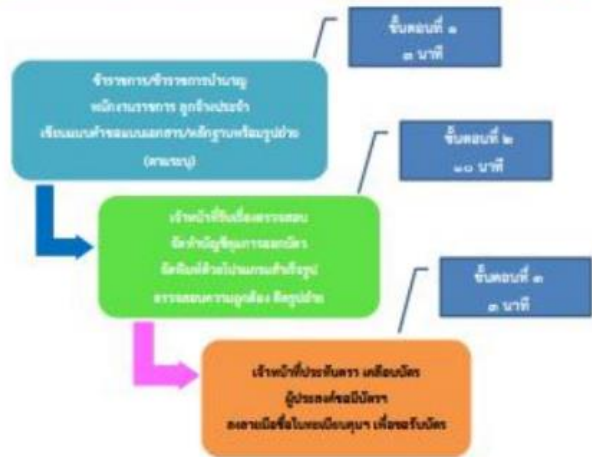 ขั้นตอนที่ ๑
๓ นาที
ข้าราชการ/ข้าราชการบำนาญ
พนักงานราชการ ลูกจ้างประจำ
เขียนแบบคำขอแนบเอกสาร/หลักฐานพร้อมรูปถ่าย
(ตามระบุ)
ขั้นตอนที่ ๒
๑๐ นาที
เจ้าหน้าที่รับเรื่องตรวจสอบ
จัดทำบัญชีคุมการออกบัตร
จัดพิมพ์ด้วยโปรแกรมสำเร็จรูป
ตรวจสอบความถูกต้อง ติดรูปถ่าย
ขั้นตอนที่ ๓
๓ นาที
เจ้าหน้าที่ประทับตรา เคลือบบัตร
ผู้ประสงค์ขอมีบัตรฯ
ลงลายมือชื่อในทะเบียนคุมฯ เพื่อขอรับบัตร